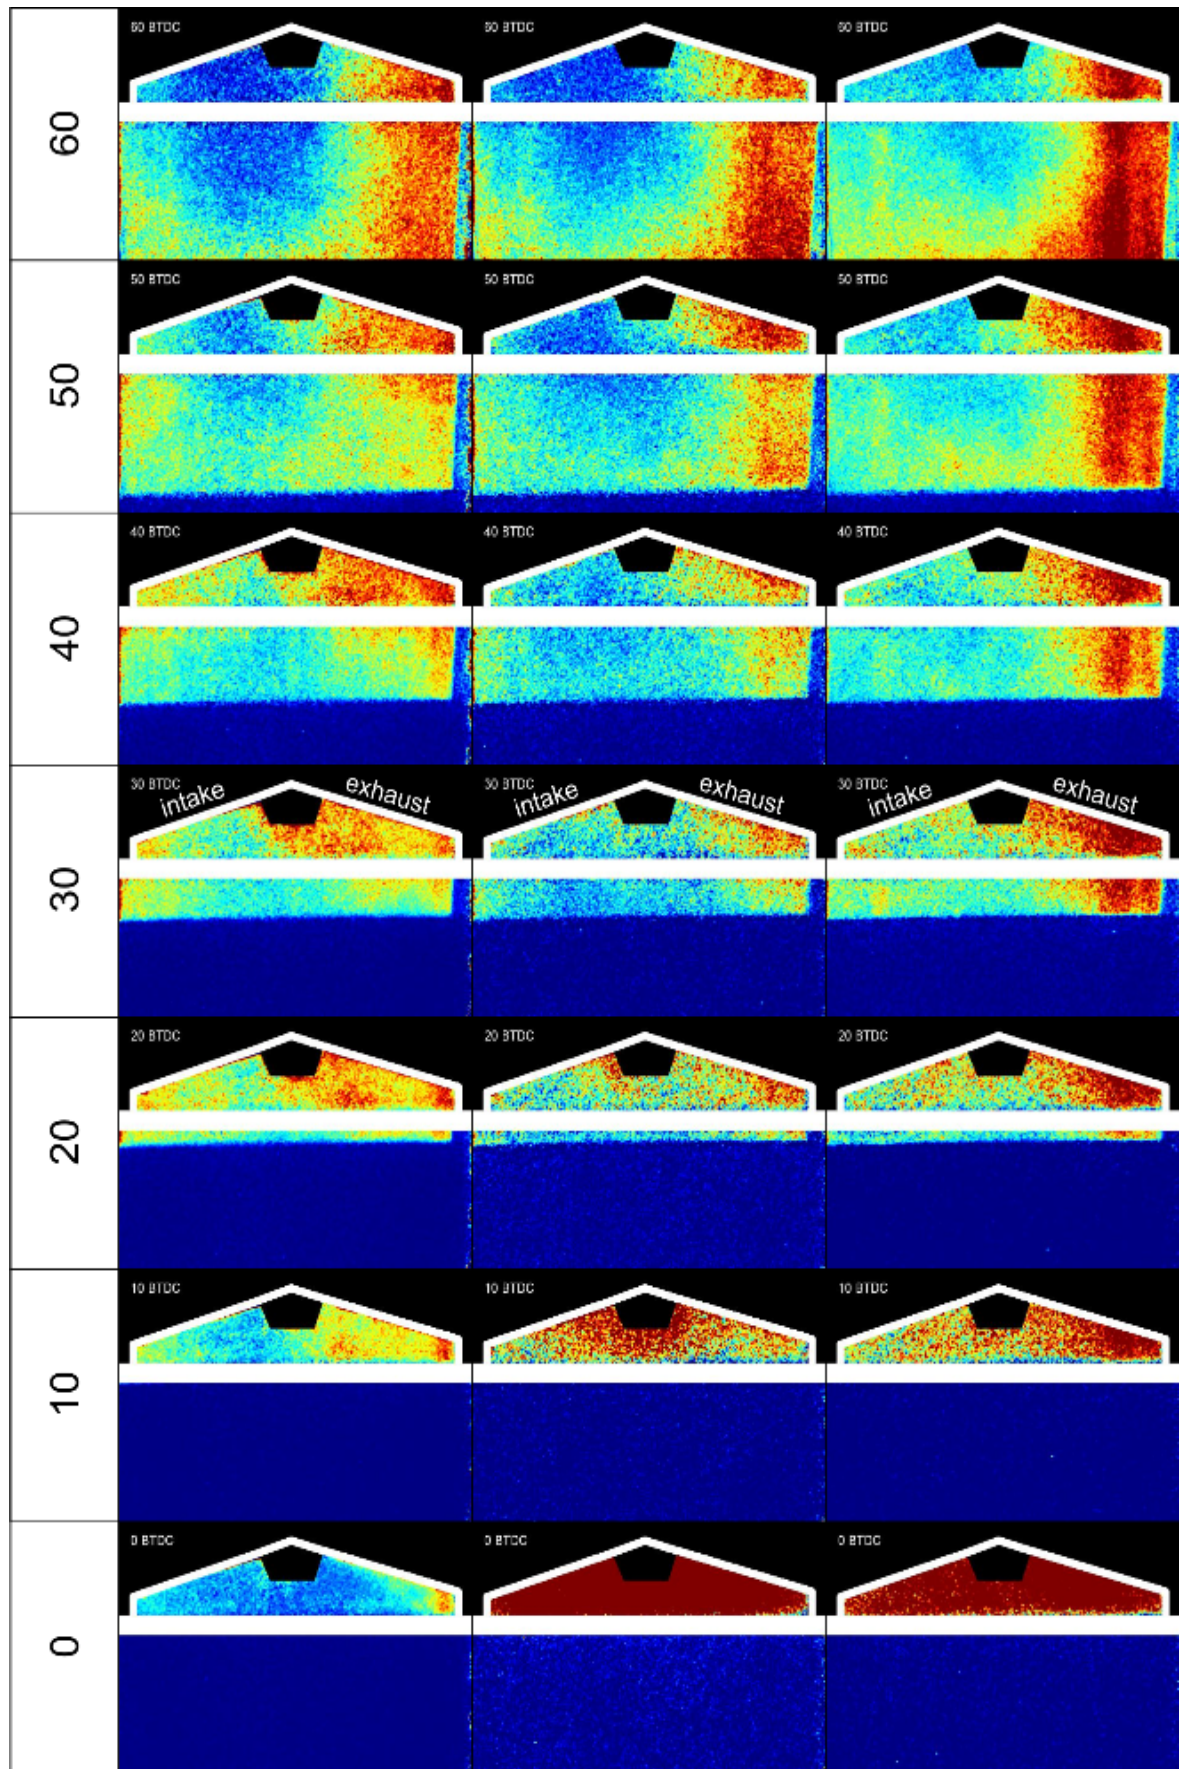 60
60 BTDC 60 BTDC 60 BTDC
50
50 BTDC 50 BTDC 50 BTDC
40
40 BTDC 40 BTDC 40 BTDC
30
30 BTDC 30 BTDC 30 BTDC
intake exhaust intake exhaust intake exhaust
20
20 BTDC 20 BTDC 20 BTDC
10
10 BTDC 10 BTDC 10 BTDC
0
0 BTDC 0 BTDC 0 BTDC